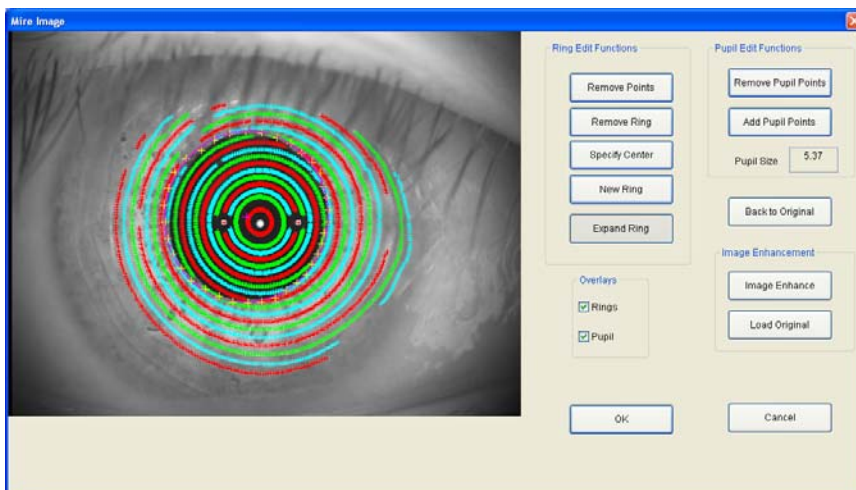 Mire Image
Ring Edit Functions
Remove Points
Remove Ring
Specify Center
New Ring
Expand Ring
Pupil Edit Functions
Remove Pupil Points
Add Pupil Points
Pupil Size 5.37
Back to Original
Image Enhancement
Image Enhance
Load Original
Overlays
Rings
Pupil
OK
Cancel